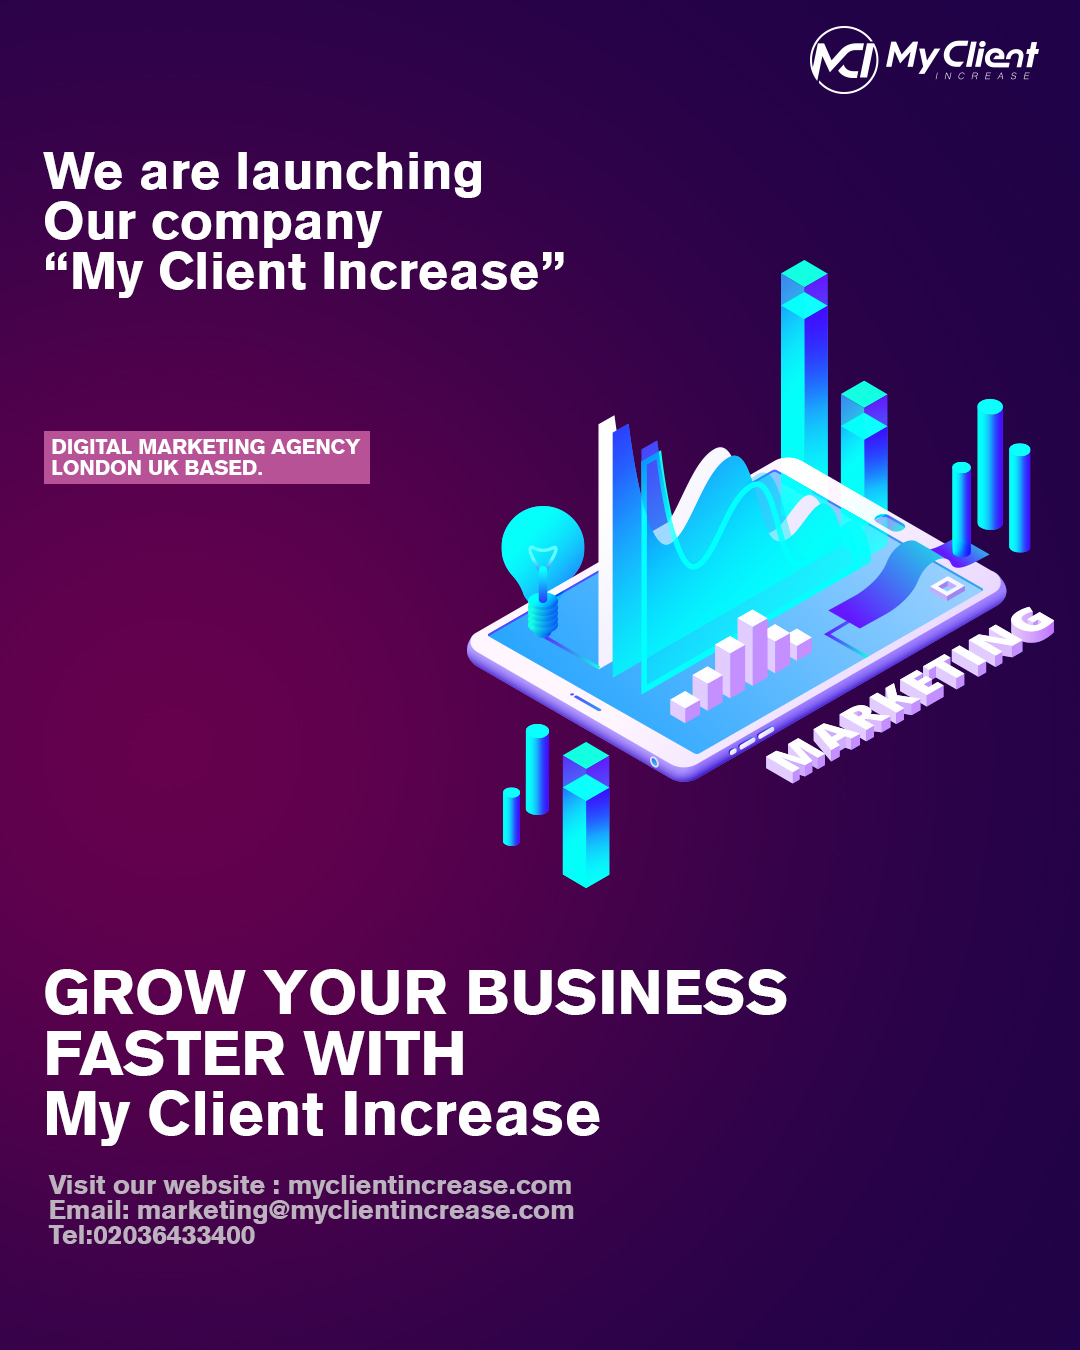 MCI My Client
INCREASE
We are launching
Our company
“My Client Increase”
DIGITAL MARKETING AGENCY
LONDON UK BASED.
MARKETING
GROW YOUR BUSINESS
FASTER WITH
My Client Increase
Visit our website : myclientincrease.com
Email: marketing@myclientincrease.com
Tel:02036433400